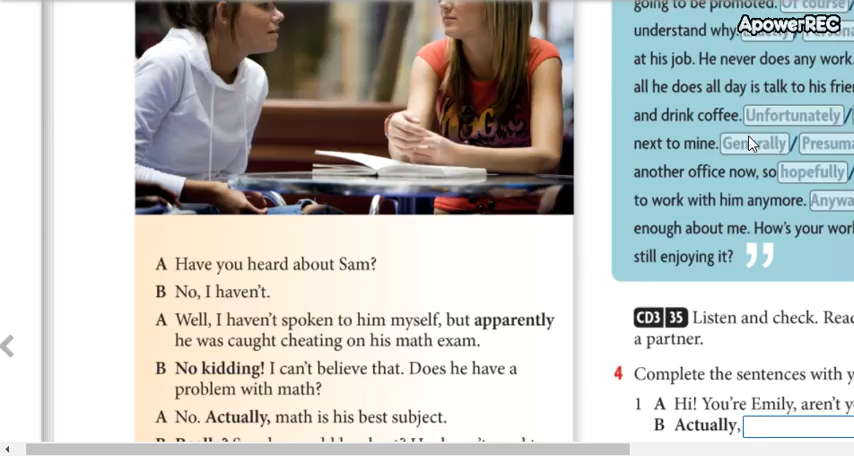 A Have you heard about Sam?
B No, I haven't.
A Well, I haven't spoken to him myself, but apparently
he was caught cheating on his math exam.
B No kidding! I can't believe that. Does he have a
problem with math?
A No. Actually, math is his best subject.
going to be promoted. Of course/
ApowerREC
understand why.
at his job. He never does any work.
all he does all day is talk to his
and drink coffee. Unfortunately/
next to mine. Generally/
another office now, so hopefully/
to work with him anymore.
enough about me. How's your
still enjoying it? ”
CD3 35 Listen and check.
a partner.
4 Complete the sentences with
1 A Hi! You're Emily, aren't
B Actually,